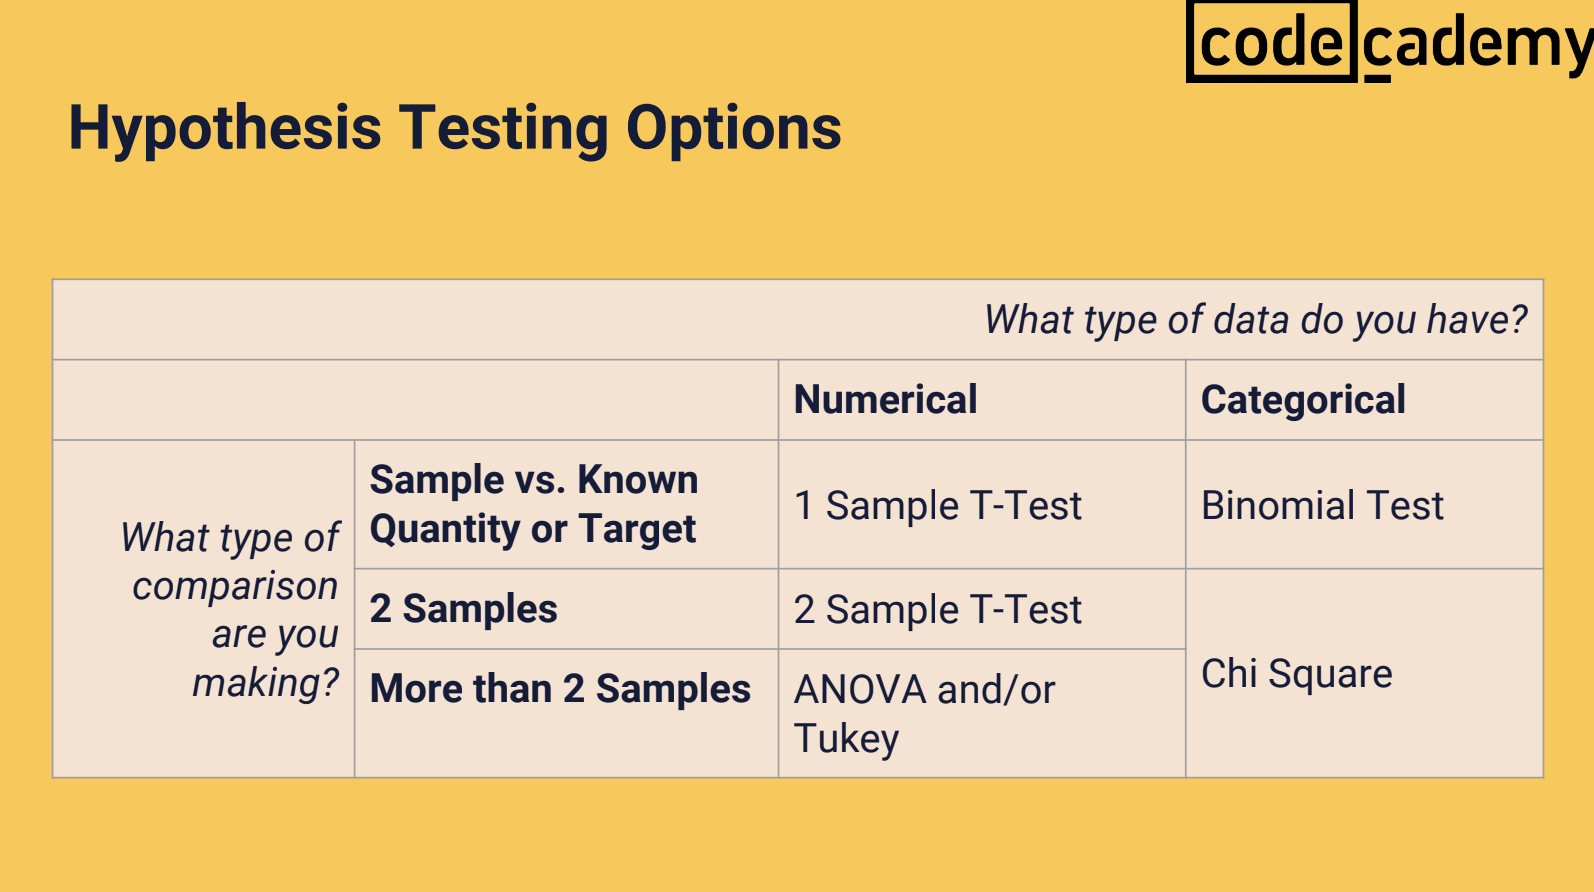 codecademy
Hypothesis Testing Options
What type of data do you have?
Numerical
Categorical
What type of
comparison
are you
making?
Sample vs. Known
Quantity or Target
1 Sample T-Test
Binomial Test
2 Samples
2 Sample T-Test
Chi Square
More than 2 Samples
ANOVA and/or
Tukey